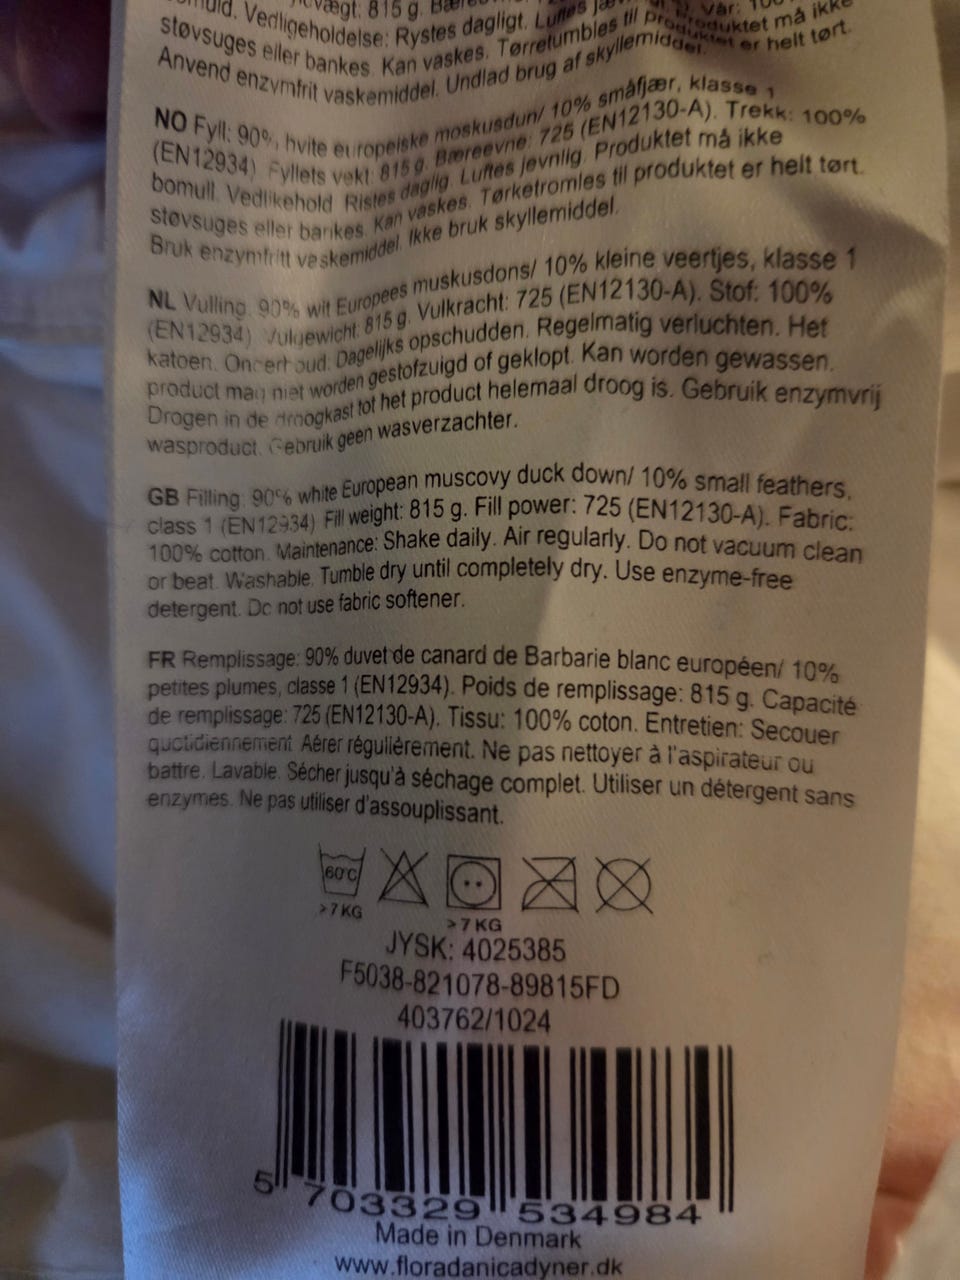 vægt: 815 g.
Vedligeholdelse: Rystes dagligt. Luftes
støvsuges eller bankes. Kan vaskes. Tørretumbles til produktet er helt tørt.
Anvend enzymfrit vaskemiddel. Undlad brug af skyllemiddel.
NO Fyll: 90% hvite europeiske moskusdun/ 10% småfjær, klasse 1
(EN12934) Fyllets vekt: 815 g. Bæreevne: 725 (EN12130-A). Trekk: 100%
bomull. Vedlikehold Ristes daglig. Luftes jevnlig. Produktet må ikke
støvsuges eller bankes. Kan vaskes. Tørketromles til produktet er helt tørt.
Bruk enzymfritt vaskemiddel. Ikke bruk skyllemiddel.
NL Vulling 90% wit Europees muskusdons/ 10% kleine veertjes, klasse 1
(EN12934) Vulgewicht: 815 g. Vulkracht: 725 (EN12130-A). Stof: 100%
katoen. Onderhoud: Dagelijks opschudden. Regelmatig verluchten. Het
product mag niet worden gestofzuigd of geklopt. Kan worden gewassen.
Drogen in de droogkast tot het product helemaal droog is. Gebruik enzymvrij
wasproduct. Gebruik geen wasverzachter.
GB Filling: 90% white European muscovy duck down/ 10% small feathers,
class 1 (EN12934) Fill weight: 815 g. Fill power: 725 (EN12130-A). Fabric:
100% cotton. Maintenance: Shake daily. Air regularly. Do not vacuum clean
or beat. Washable. Tumble dry until completely dry. Use enzyme-free
detergent. Do not use fabric softener.
FR Remplissage: 90% duvet de canard de Barbarie blanc européen/ 10%
petites plumes, classe 1 (EN12934). Poids de remplissage: 815 g. Capacité
de remplissage: 725 (EN12130-A). Tissu: 100% coton. Entretien: Secouer
quotidiennement Aérer régulièrement. Ne pas nettoyer à l'aspirateur ou
battre. Lavable. Sécher jusqu'à séchage complet. Utiliser un détergent sans
enzymes. Ne pas utiliser d'assouplissant.
60°C
>7 KG
>7 KG
JYSK: 4025385
F5038-821078-89815FD
403762/1024
5 703329 534984
Made in Denmark
www.floradanicadyner.dk